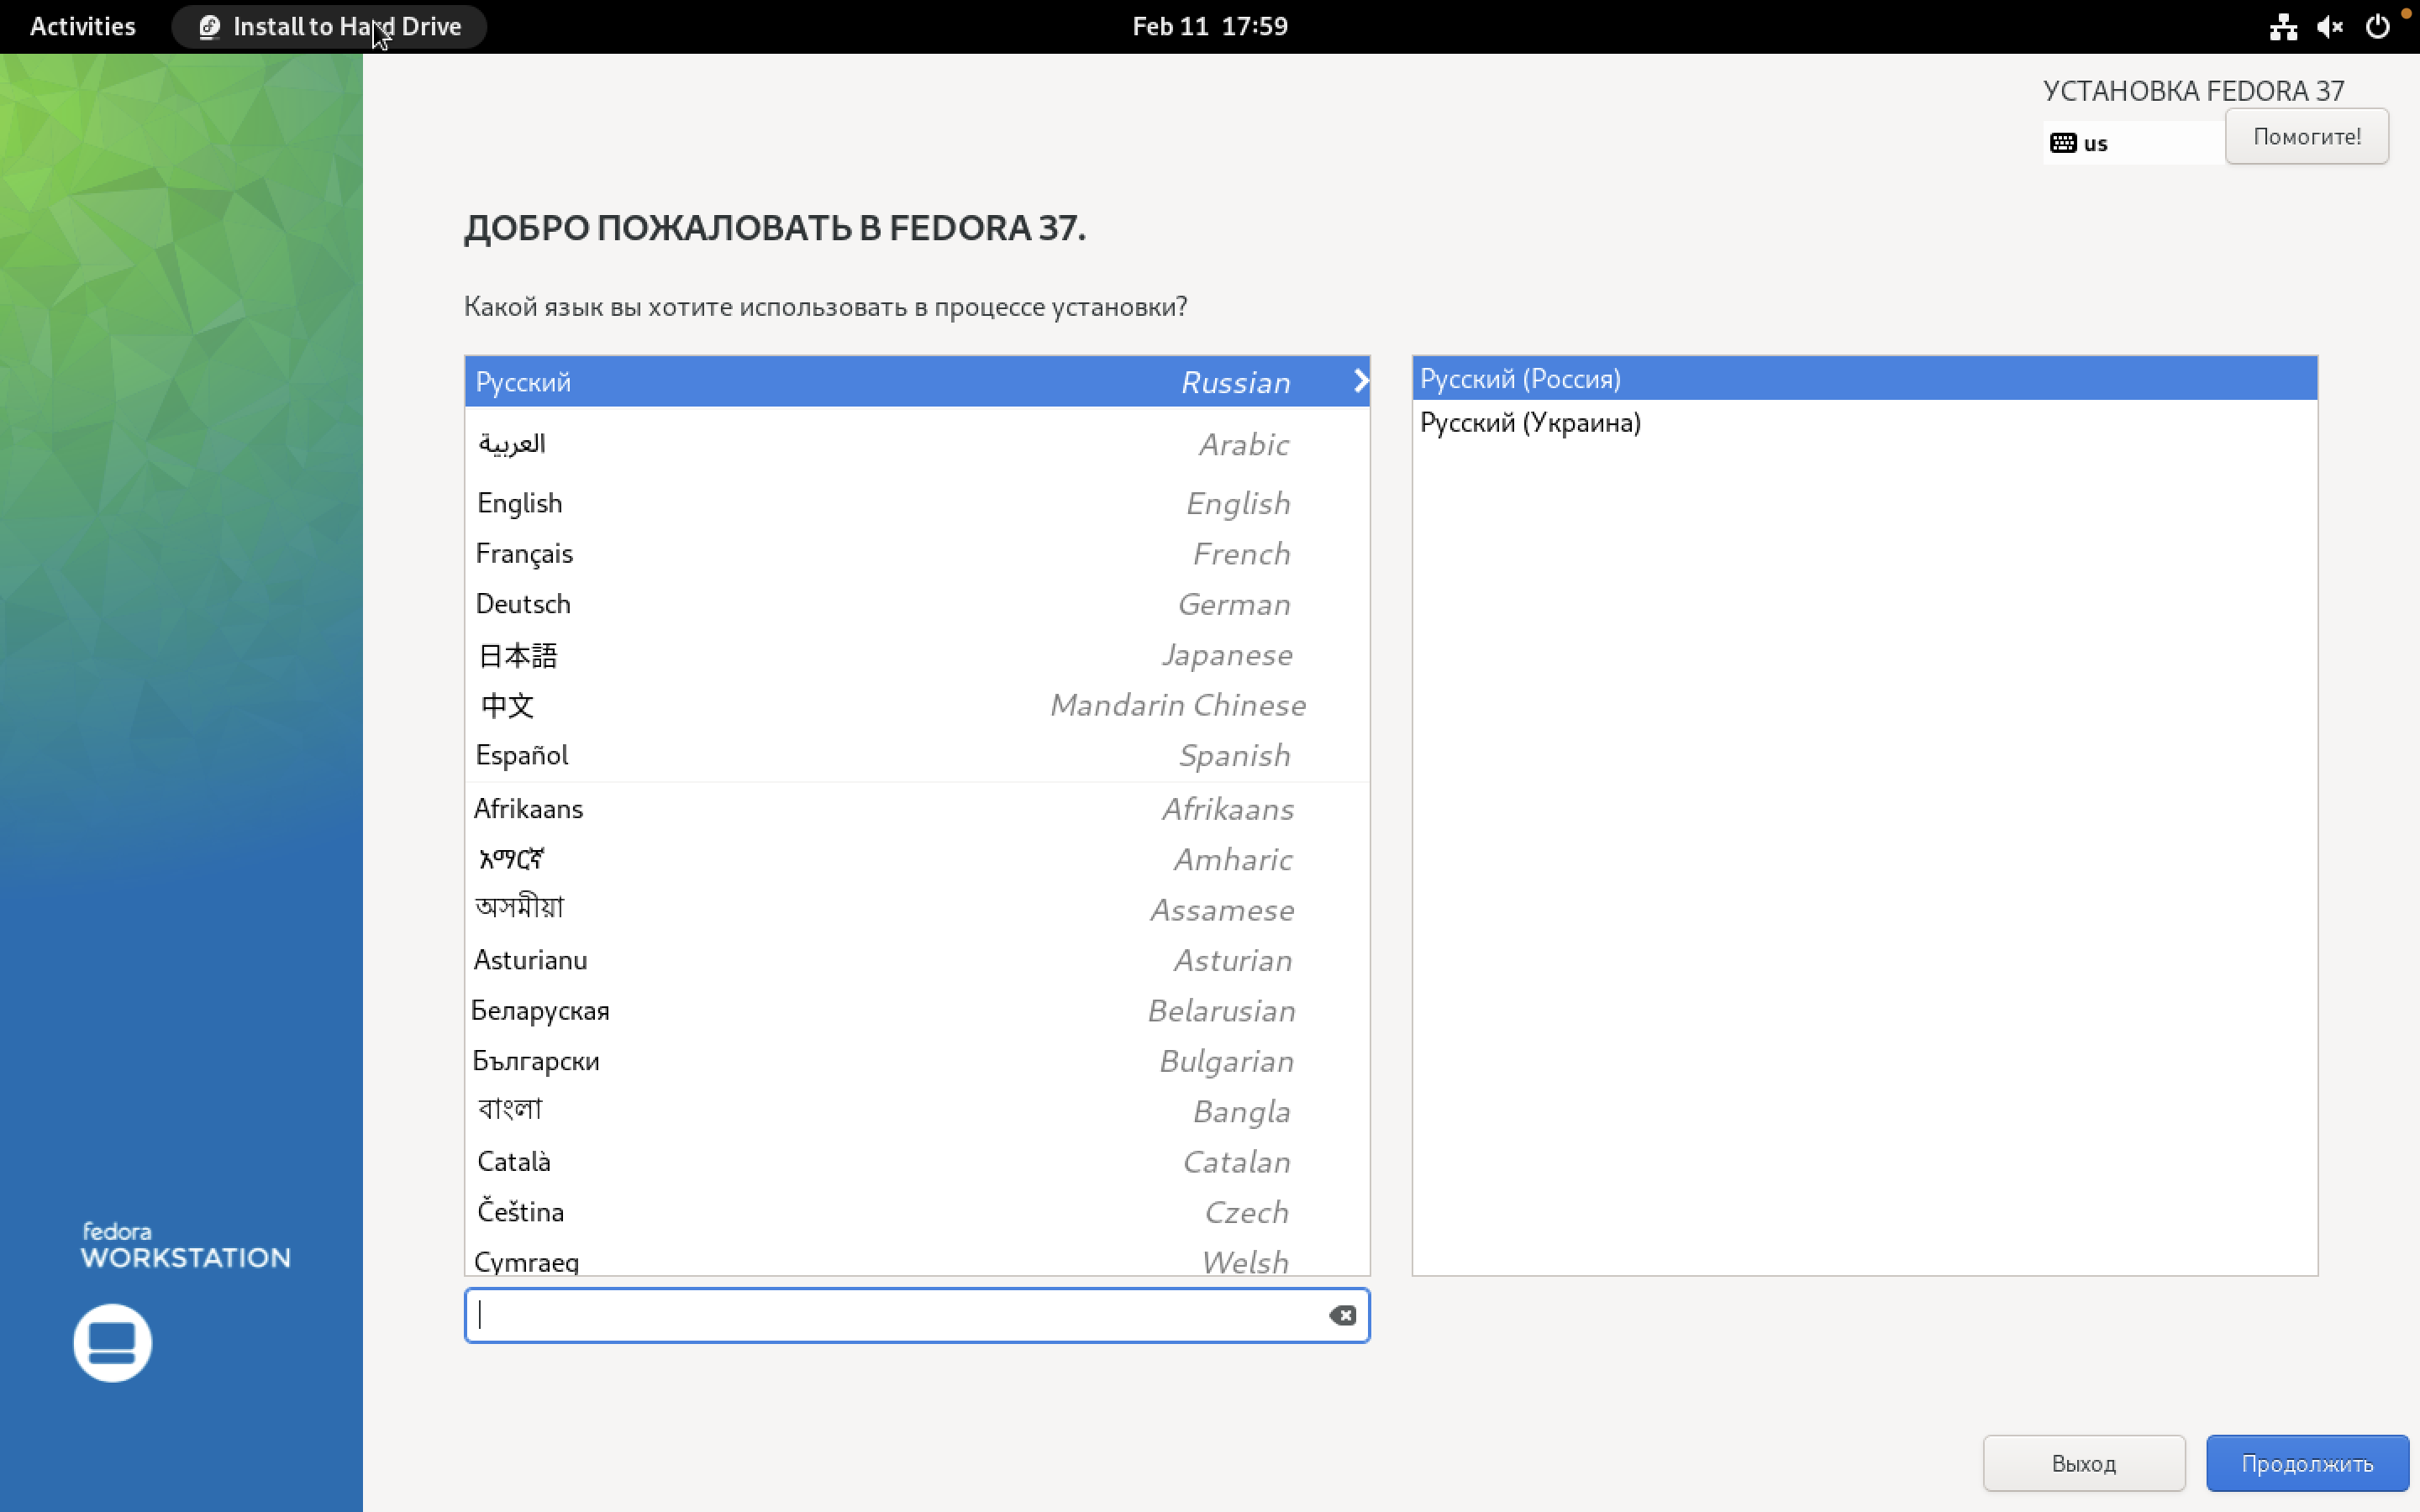 Activities Install to Hard Drive Feb 11 17:59
УСТАНОВКА FEDORA 37
us Помогите!
ДОБРО ПОЖАЛОВАТЬ В FEDORA 37.
Какой язык вы хотите использовать в процессе установки?
Русский Russian
العربية Arabic
English English
Français French
Deutsch German
日本語 Japanese
中文 Mandarin Chinese
Español Spanish
Afrikaans Afrikaans
አማርኛ Amharic
অসমীয়া Assamese
Asturianu Asturian
Беларуская Belarusian
Български Bulgarian
বাংলা Bangla
Català Catalan
Čeština Czech
Cymraeg Welsh
Русский (Россия)
Русский (Украина)
fedora
WORKSTATION
Выход Продолжить